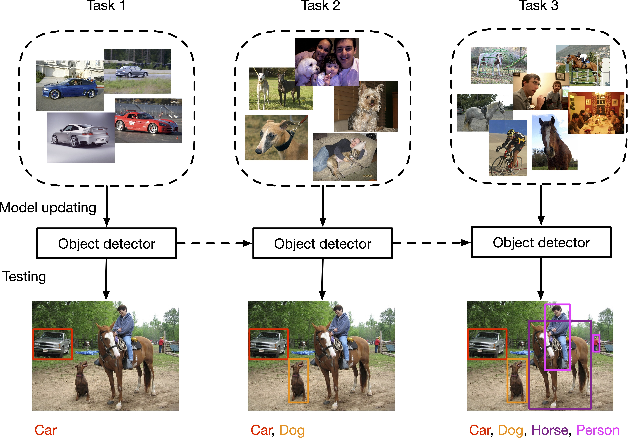 Task 1 Task 2 Task 3
Model updating
Object detector Object detector Object detector
Testing
Car Car, Dog Car, Dog, Horse, Person